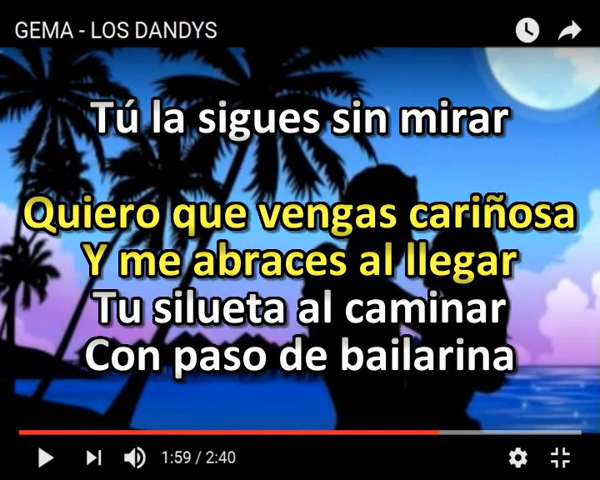 GEMA - LOS DANDYS
Tú la sigues sin mirar
Quiero que vengas cariñosa
Y me abraces al llegar
Tu silueta al caminar
Con paso de bailarina
1:59 / 2:40